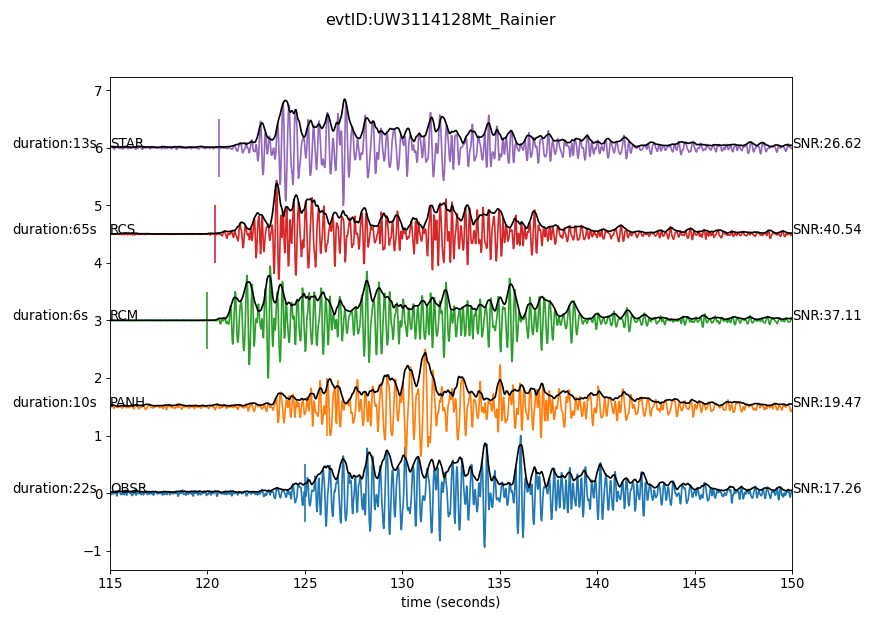 evtID:UW3114128Mt_Rainier
7
duration:13s STAR 6 SNR:26.62
5
duration:65s RCS SNR:40.54
4
duration:6s RCM 3 SNR:37.11
2
duration:10s PANH SNR:19.47
1
duration:22s OBSR 0 SNR:17.26
−1
115 120 125 130 135 140 145 150
time (seconds)